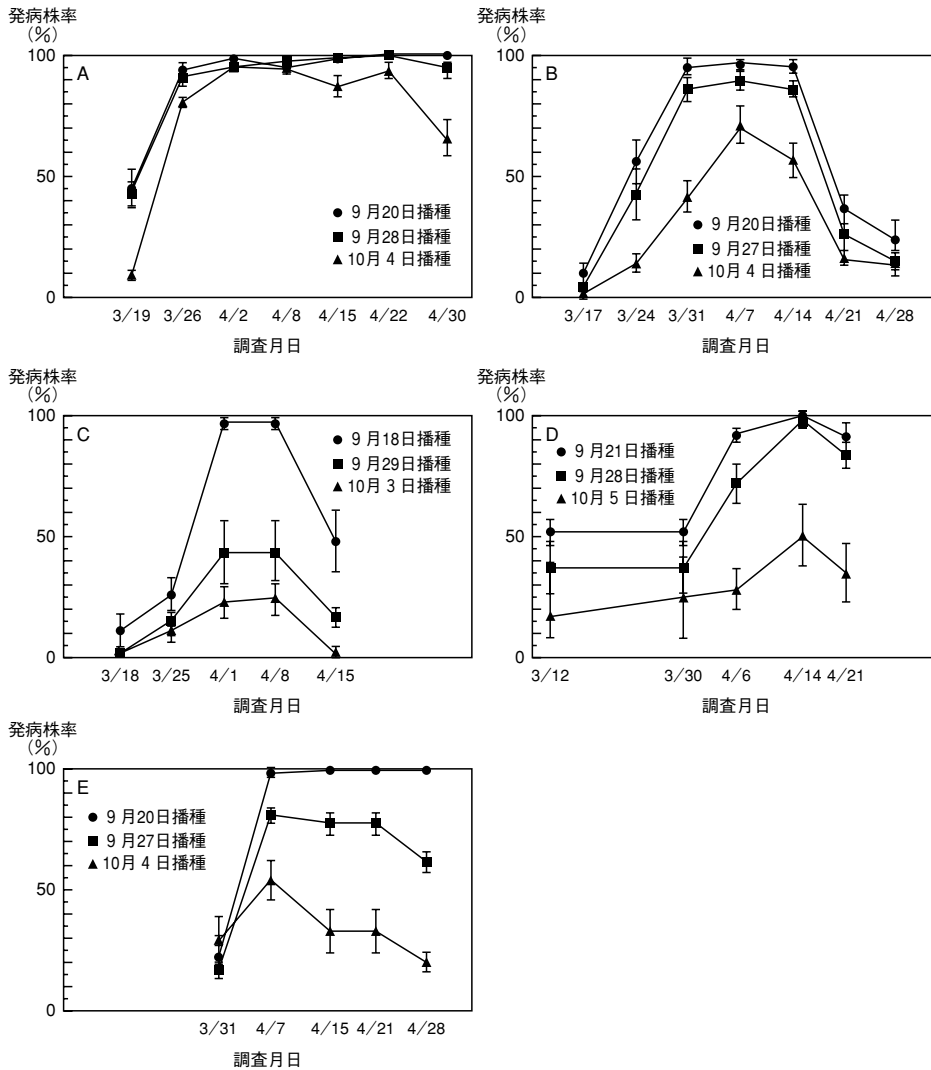 発病株率
（％）
100
50
0
A
● 9月20日播種
■ 9月28日播種
▲ 10月4日播種
3/19 3/26 4/2 4/8 4/15 4/22 4/30
調査月日
発病株率
（％）
100
50
0
B
● 9月20日播種
■ 9月27日播種
▲ 10月4日播種
3/17 3/24 3/31 4/7 4/14 4/21 4/28
調査月日
発病株率
（％）
100
50
0
C
● 9月18日播種
■ 9月29日播種
▲ 10月3日播種
3/18 3/25 4/1 4/8 4/15
調査月日
100
50
0
D
● 9月21日播種
■ 9月28日播種
▲ 10月5日播種
3/12 3/30 4/6 4/14 4/21
調査月日
発病株率
（％）
100
50
0
E
● 9月20日播種
■ 9月27日播種
▲ 10月4日播種
3/31 4/7 4/15 4/21 4/28
調査月日